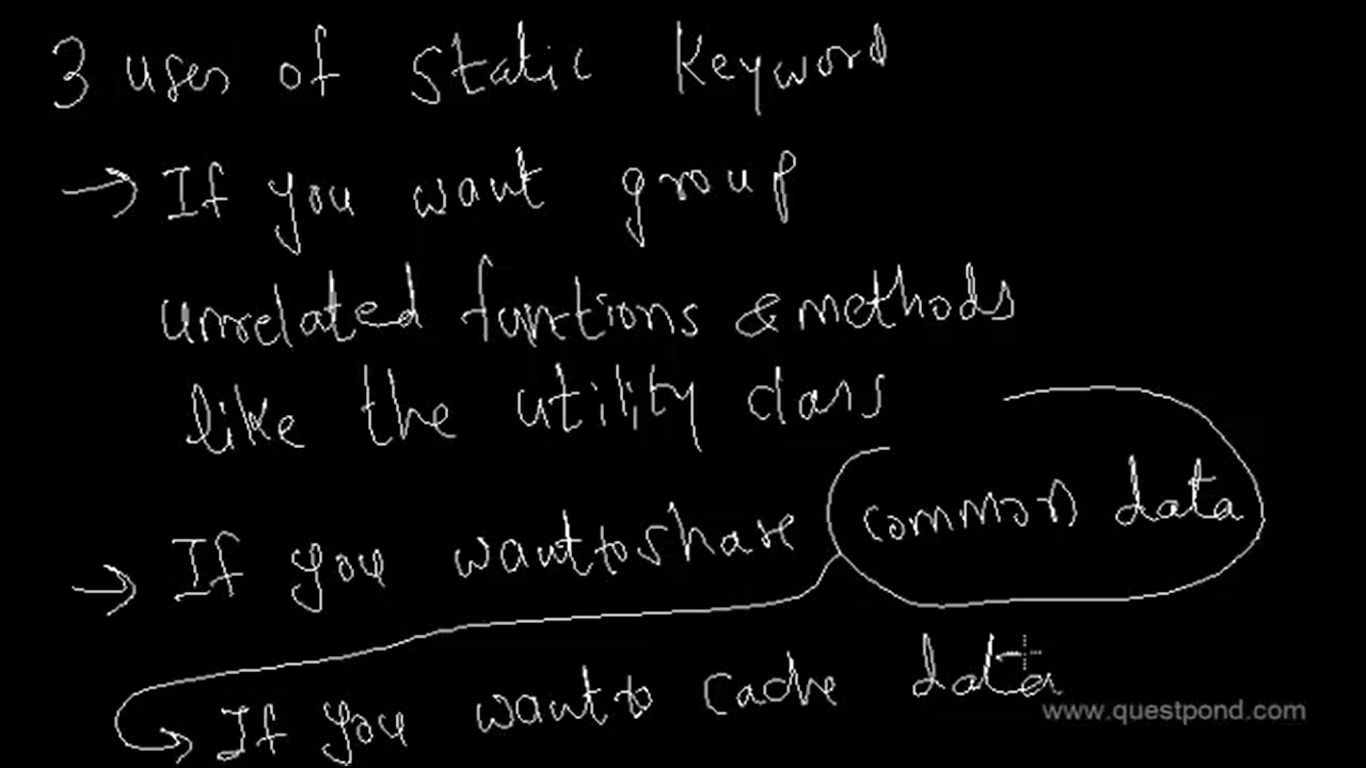 3 uses of static keyword
→ If you want group
unrelated functions & methods
like the utility class
→ If you want to share common data
→ If you want to cache data
www.questpond.com